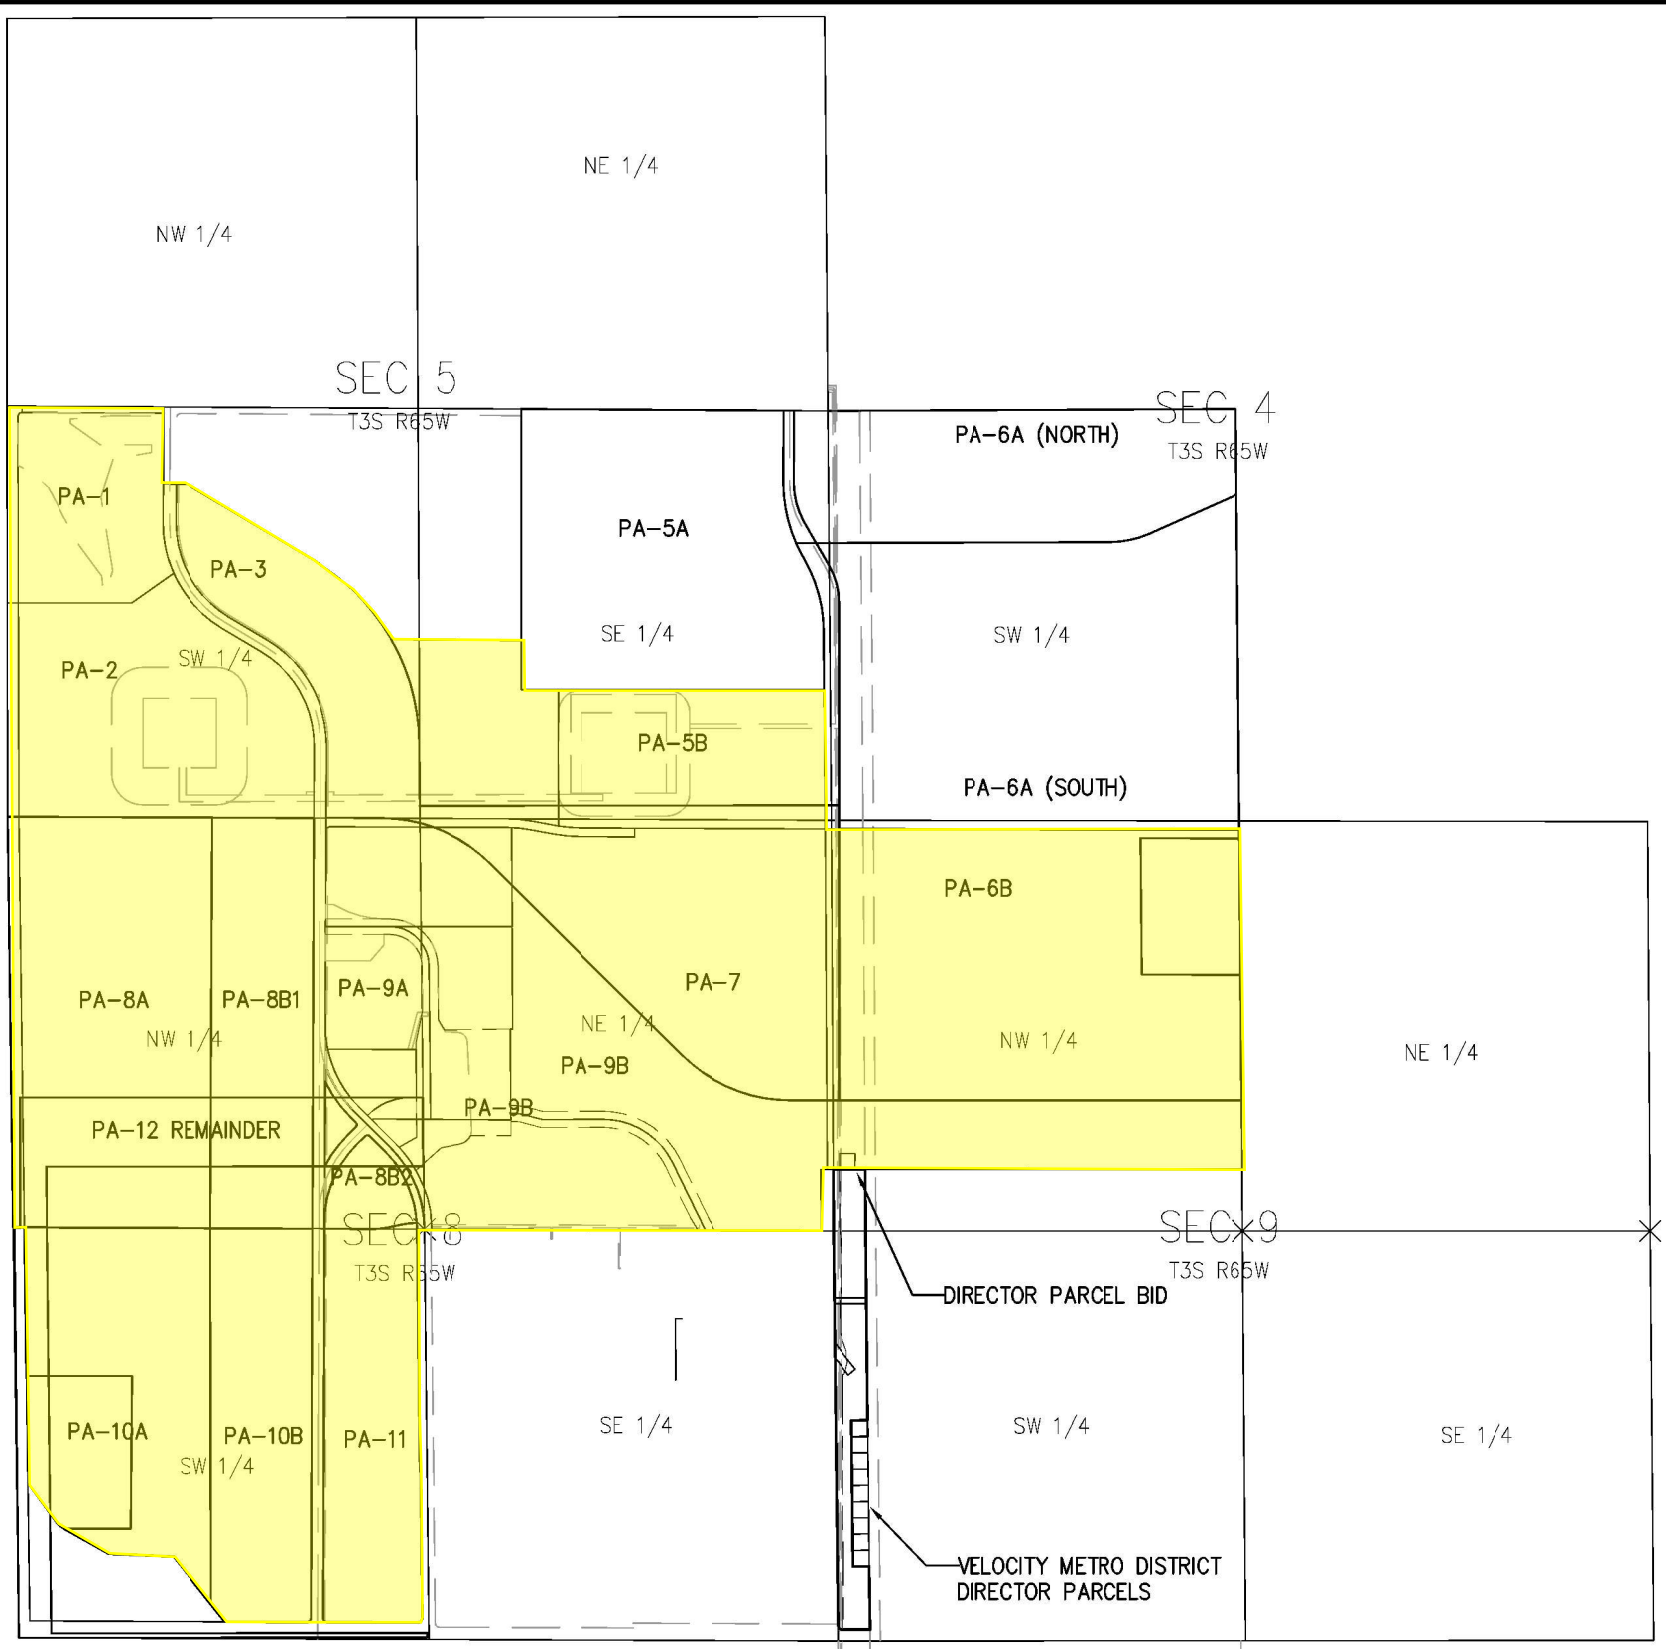 NE 1/4
NW 1/4
SEC 5
T3S R65W
SEC 4
T3S R65W
PA-6A (NORTH)
PA-1
PA-5A
PA-3
SE 1/4
SW 1/4
SW 1/4
PA-2
PA-5B
PA-6A (SOUTH)
PA-6B
PA-7
PA-9A
PA-8A
PA-8B1
NE 1/4
NW 1/4
NW 1/4
NE 1/4
PA-9B
PA-9B
PA-12 REMAINDER
PA-8B2
SEC 8
T3S R65W
SEC 9
T3S R65W
DIRECTOR PARCEL BID
PA-10A
PA-10B
PA-11
SW 1/4
SE 1/4
SW 1/4
SE 1/4
VELOCITY METRO DISTRICT
DIRECTOR PARCELS